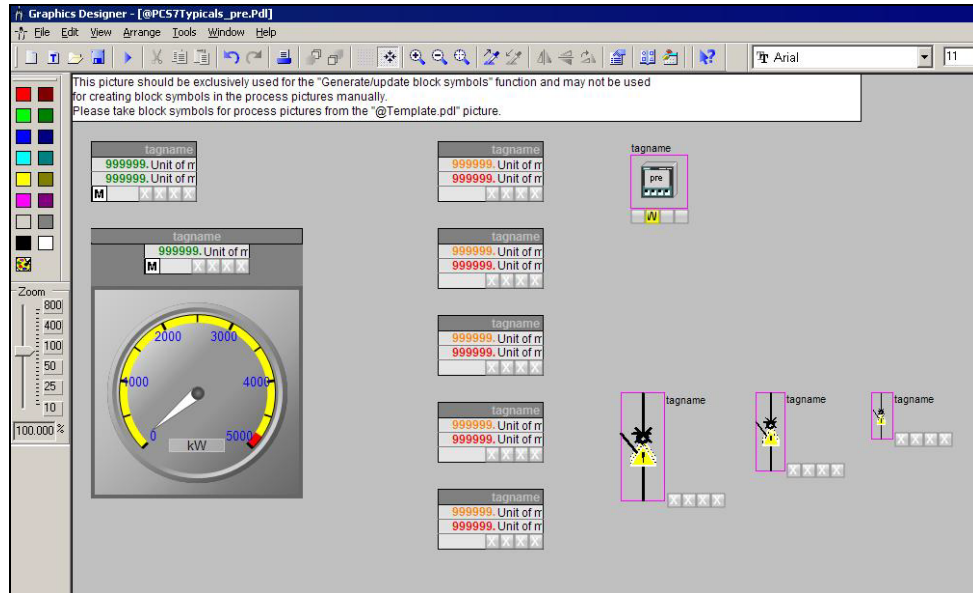 Graphics Designer - [@PCS7Typicals_pre.Pdl]
File Edit View Arrange Tools Window Help
Arial
11
This picture should be exclusively used for the "Generate/update block symbols" function and may not be used
for creating block symbols in the process pictures manually.
Please take block symbols for process pictures from the "@Template.pdl" picture.
tagname
999999. Unit of m
999999. Unit of m
M X X X X
tagname
999999. Unit of m
M X X X X
0
1000
2000
3000
4000
5000
kW
tagname
999999. Unit of m
999999. Unit of m
X X X X
tagname
999999. Unit of m
999999. Unit of m
X X X X
tagname
999999. Unit of m
999999. Unit of m
X X X X
tagname
999999. Unit of m
999999. Unit of m
X X X X
tagname
999999. Unit of m
999999. Unit of m
X X X X
tagname
pre
W
tagname
X X X X
tagname
X X X X
tagname
X X X X
Zoom
800
400
100
50
25
10
100.000 %